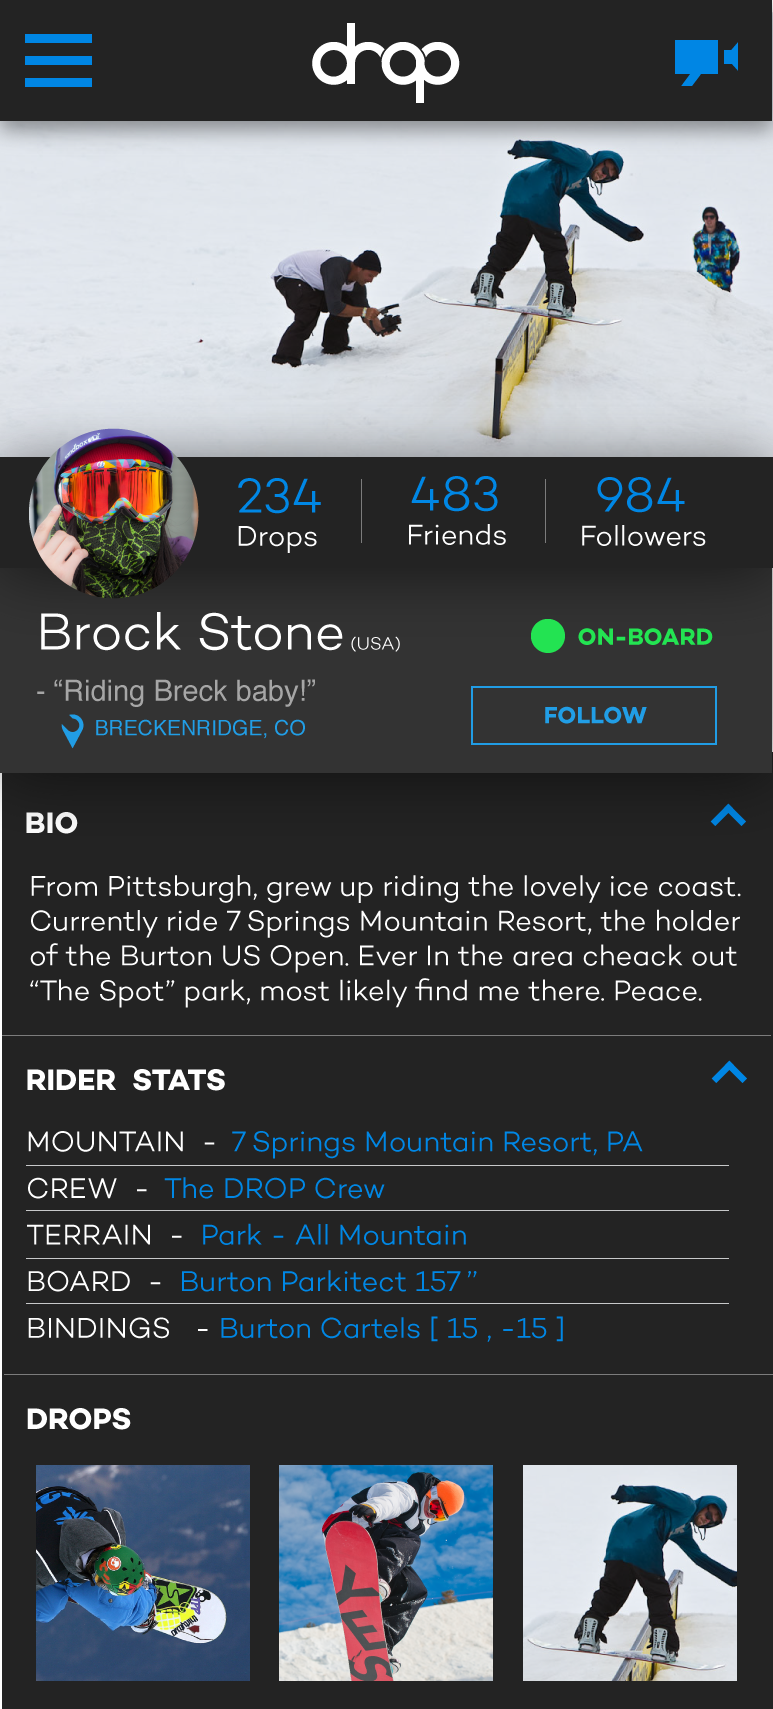 drop
234
483
984
Drops
Friends
Followers
Brock Stone (USA)
ON-BOARD
- “Riding Breck baby!”
BRECKENRIDGE, CO
FOLLOW
BIO
From Pittsburgh, grew up riding the lovely ice coast.
Currently ride 7 Springs Mountain Resort, the holder
of the Burton US Open. Ever In the area cheack out
“The Spot” park, most likely find me there. Peace.
RIDER STATS
MOUNTAIN - 7 Springs Mountain Resort, PA
CREW - The DROP Crew
TERRAIN - Park - All Mountain
BOARD - Burton Parkitect 157”
BINDINGS - Burton Cartels [ 15 , -15 ]
DROPS